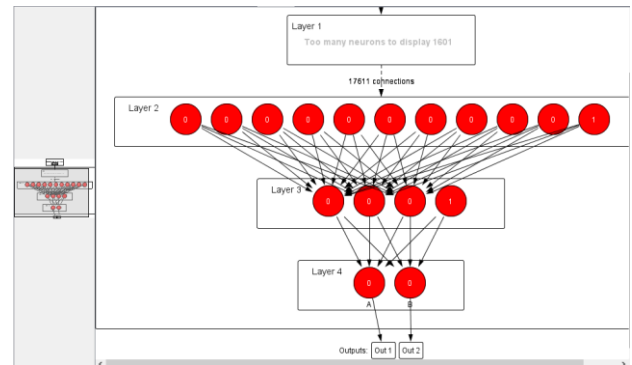 Layer 1
Too many neurons to display 1601
17611 connections
Layer 2
0 0 0 0 0 0 0 0 0 0 1
Layer 3
0 0 0 1
Layer 4
0 0
A B
Outputs: Out 1 Out 2